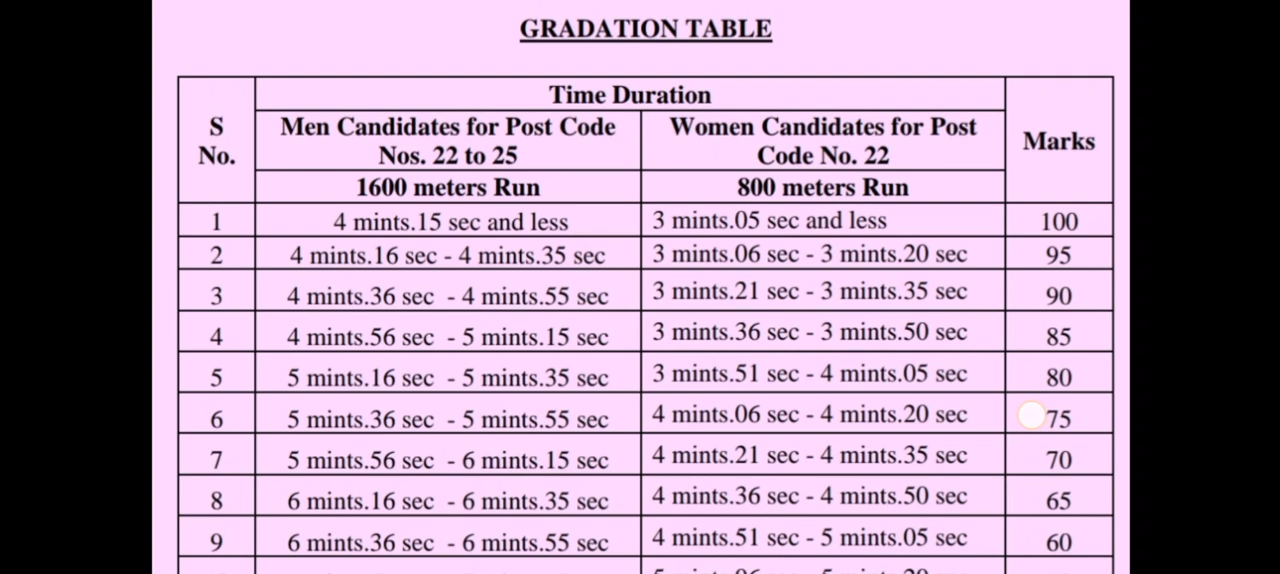 GRADATION TABLE
S No. | Time Duration | Marks
Men Candidates for Post Code Nos. 22 to 25 | Women Candidates for Post Code No. 22
1600 meters Run | 800 meters Run
1 | 4 mints.15 sec and less | 3 mints.05 sec and less | 100
2 | 4 mints.16 sec - 4 mints.35 sec | 3 mints.06 sec - 3 mints.20 sec | 95
3 | 4 mints.36 sec - 4 mints.55 sec | 3 mints.21 sec - 3 mints.35 sec | 90
4 | 4 mints.56 sec - 5 mints.15 sec | 3 mints.36 sec - 3 mints.50 sec | 85
5 | 5 mints.16 sec - 5 mints.35 sec | 3 mints.51 sec - 4 mints.05 sec | 80
6 | 5 mints.36 sec - 5 mints.55 sec | 4 mints.06 sec - 4 mints.20 sec | 75
7 | 5 mints.56 sec - 6 mints.15 sec | 4 mints.21 sec - 4 mints.35 sec | 70
8 | 6 mints.16 sec - 6 mints.35 sec | 4 mints.36 sec - 4 mints.50 sec | 65
9 | 6 mints.36 sec - 6 mints.55 sec | 4 mints.51 sec - 5 mints.05 sec | 60